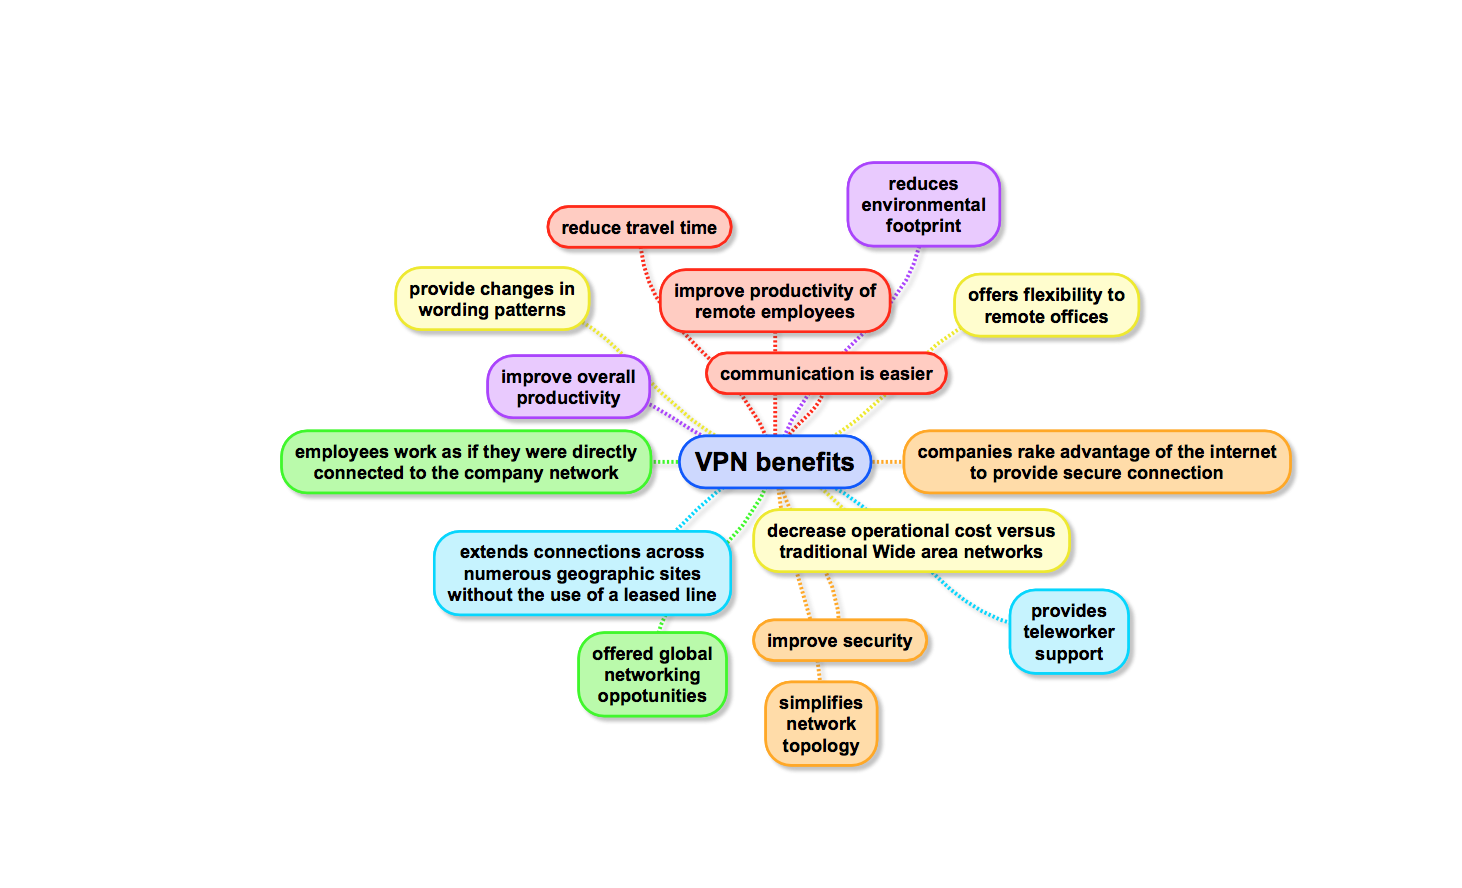 reduces
environmental
footprint
reduce travel time
improve productivity of
remote employees
provide changes in
wording patterns
offers flexibility to
remote offices
communication is easier
improve overall
productivity
VPN benefits
employees work as if they were directly
connected to the company network
companies rake advantage of the internet
to provide secure connection
decrease operational cost versus
traditional Wide area networks
extends connections across
numerous geographic sites
without the use of a leased line
provides
teleworker
support
improve security
offered global
networking
oppotunities
simplifies
network
topology